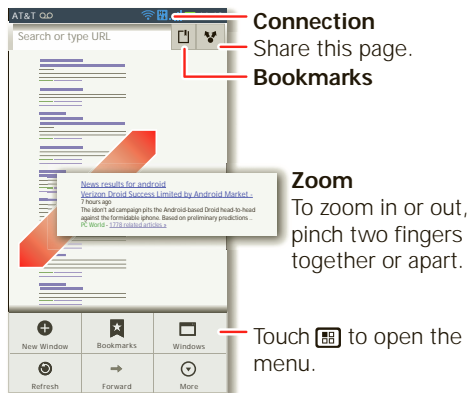 AT&T
Search or type URL
Connection
Share this page.
Bookmarks
News results for android
Verizon Droid Success Limited by Android Market -
7 hours ago
The idon't ad campaign pits the Android-based Droid head-to-head
against the formidable iphone. Based on preliminary predictions ..
PC World - 1778 related articles »
Zoom
To zoom in or out,
pinch two fingers
together or apart.
New Window
Bookmarks
Windows
Touch to open the
menu.
Refresh
Forward
More